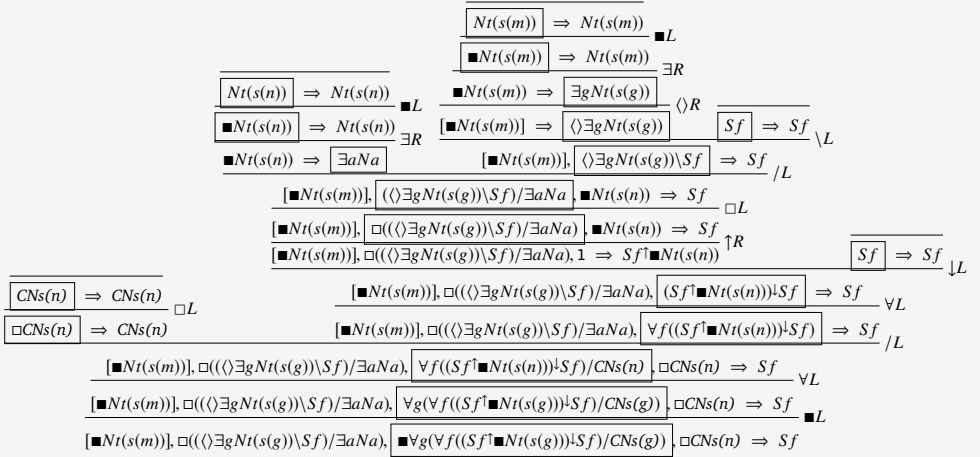 Nt(s(m)) ⇒ Nt(s(m))
■L
■Nt(s(m)) ⇒ Nt(s(m))
∃R
Nt(s(n)) ⇒ Nt(s(n))
■L
■Nt(s(m)) ⇒ ∃gNt(s(g))
⟨⟩R
■Nt(s(n)) ⇒ Nt(s(n))
∃R
[■Nt(s(m))] ⇒ ⟨⟩∃gNt(s(g))
Sf ⇒ Sf
\L
■Nt(s(n)) ⇒ ∃aNa
[■Nt(s(m))], ⟨⟩∃gNt(s(g))\Sf ⇒ Sf
/L
[■Nt(s(m))], (⟨⟩∃gNt(s(g))\Sf)/∃aNa, ■Nt(s(n)) ⇒ Sf
□L
[■Nt(s(m))], □((⟨⟩∃gNt(s(g))\Sf)/∃aNa), ■Nt(s(n)) ⇒ Sf
↑R
[■Nt(s(m))], □((⟨⟩∃gNt(s(g))\Sf)/∃aNa), 1 ⇒ Sf↑■Nt(s(n))
Sf ⇒ Sf
↓L
CNs(n) ⇒ CNs(n)
□L
[■Nt(s(m))], □((⟨⟩∃gNt(s(g))\Sf)/∃aNa), (Sf↑■Nt(s(n)))↓Sf ⇒ Sf
∀L
□CNs(n) ⇒ CNs(n)
[■Nt(s(m))], □((⟨⟩∃gNt(s(g))\Sf)/∃aNa), ∀f((Sf↑■Nt(s(n)))↓Sf) ⇒ Sf
/L
[■Nt(s(m))], □((⟨⟩∃gNt(s(g))\Sf)/∃aNa), ∀f((Sf↑■Nt(s(n)))↓Sf)/CNs(n), □CNs(n) ⇒ Sf
∀L
[■Nt(s(m))], □((⟨⟩∃gNt(s(g))\Sf)/∃aNa), ∀g(∀f((Sf↑■Nt(s(g)))↓Sf)/CNs(g)), □CNs(n) ⇒ Sf
■L
[■Nt(s(m))], □((⟨⟩∃gNt(s(g))\Sf)/∃aNa), ■∀g(∀f((Sf↑■Nt(s(g)))↓Sf)/CNs(g)), □CNs(n) ⇒ Sf